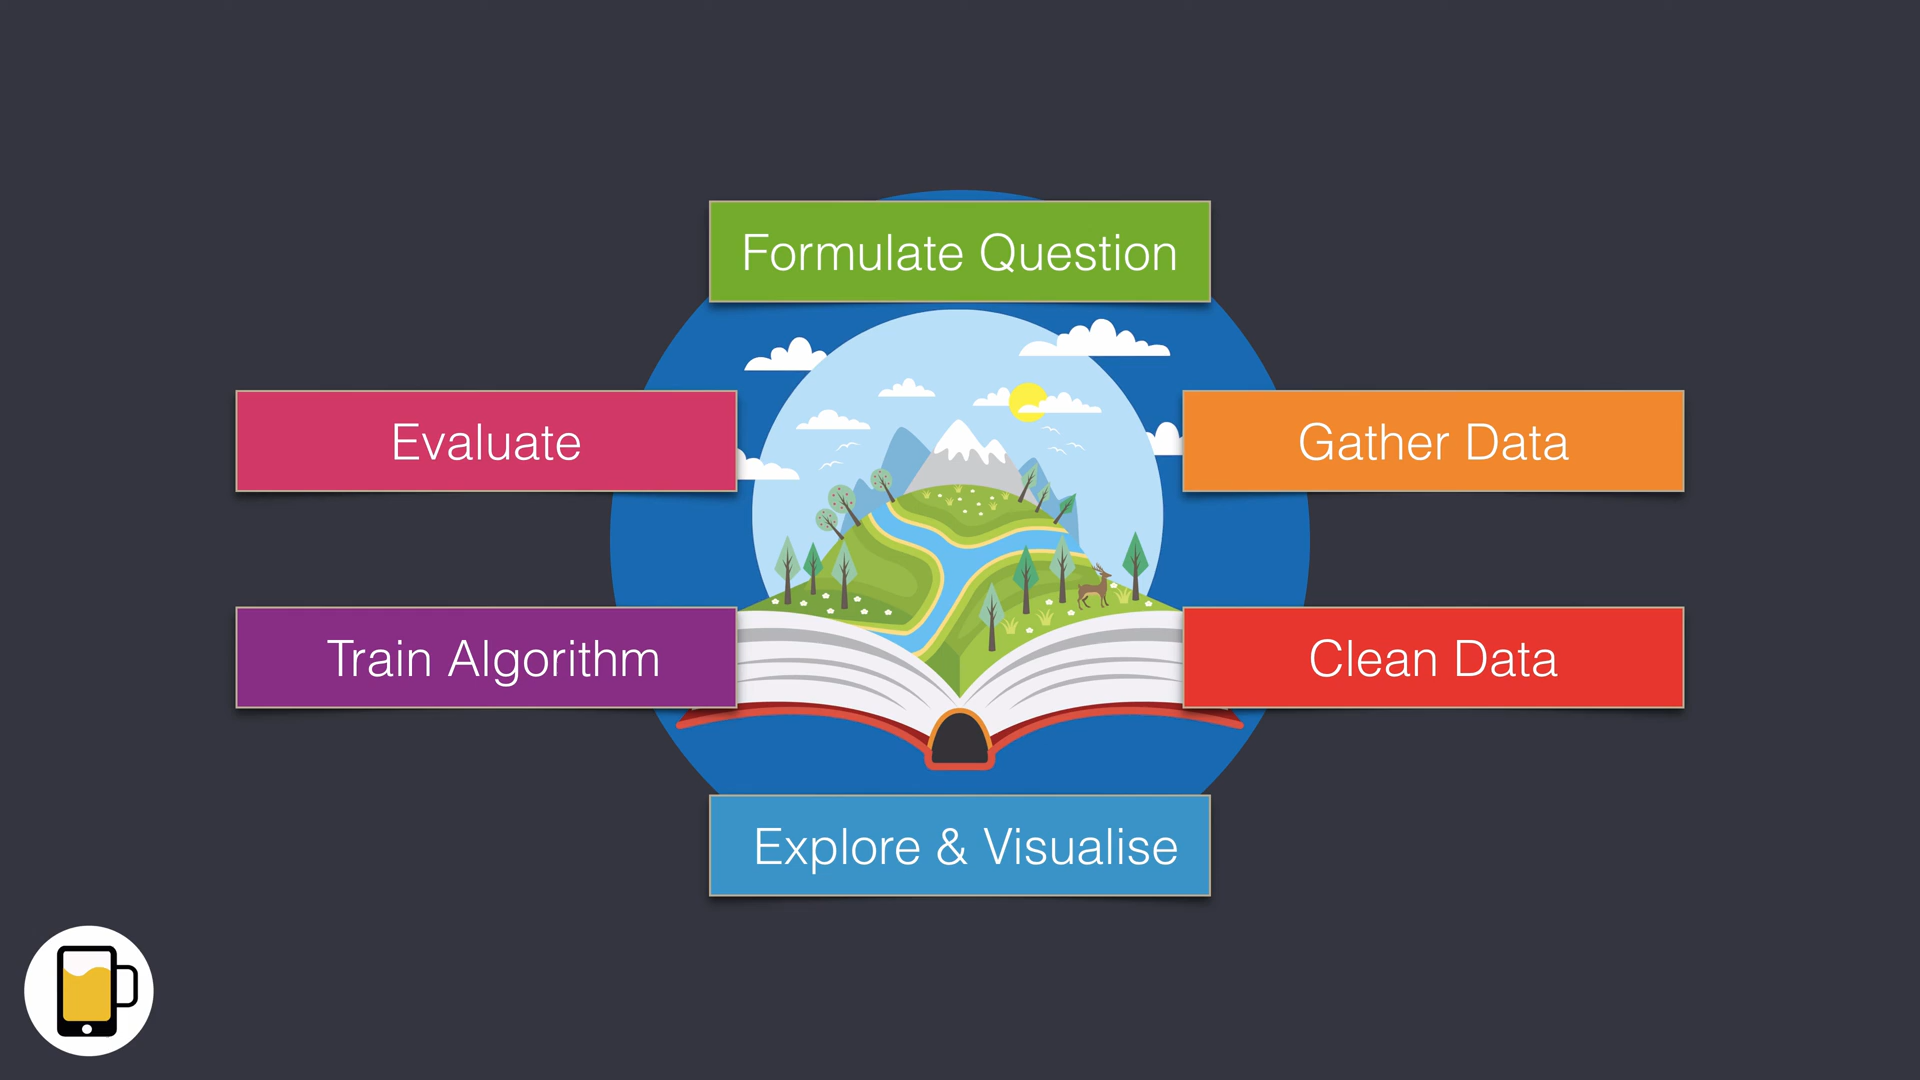 Formulate Question
Evaluate
Gather Data
Train Algorithm
Clean Data
Explore & Visualise